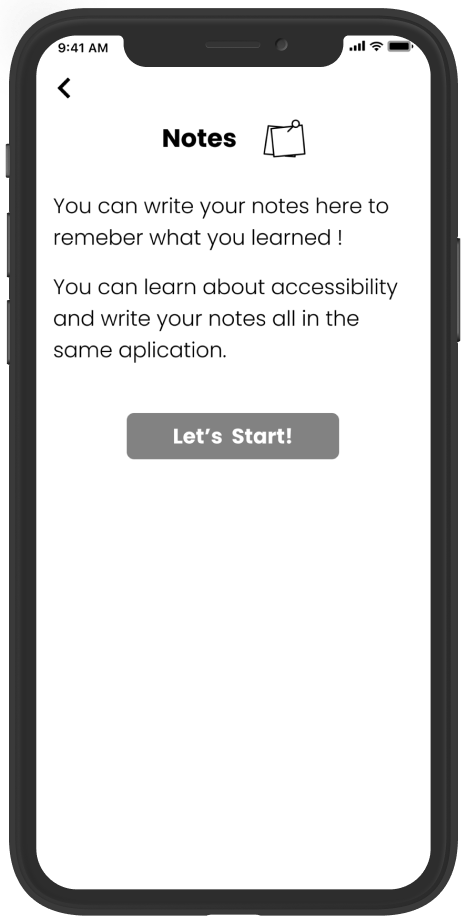 9:41 AM
Notes
You can write your notes here to
remeber what you learned !
You can learn about accessibility
and write your notes all in the
same aplication.
Let's Start!